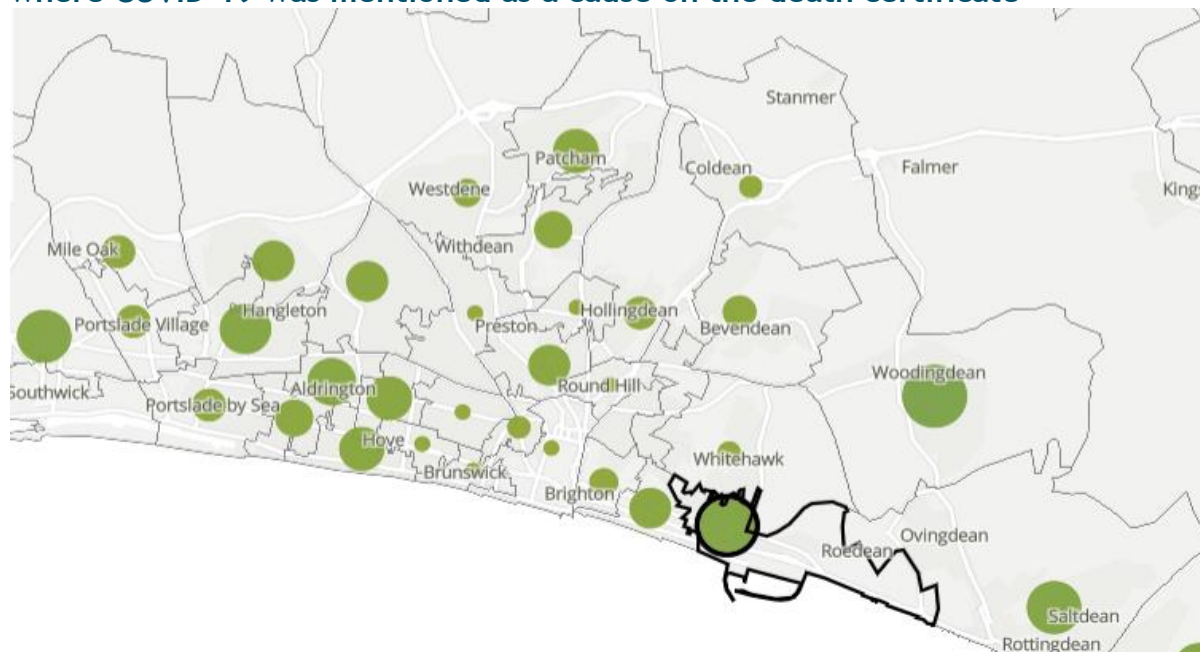 where COVID-19 was mentioned as a cause on the death certificate
Stanmer
Patcham
Coldean
Falmer
Westdene
Withdean
Mile Oak
Hangleton
Portslade Village
Preston
Hollingdean
Bevendean
Woodingdean
Southwick
Aldrington
Round Hill
Portslade by Sea
Hove
Brunswick
Whitehawk
Brighton
Roedean
Ovingdean
Saltdean
Rottingdean